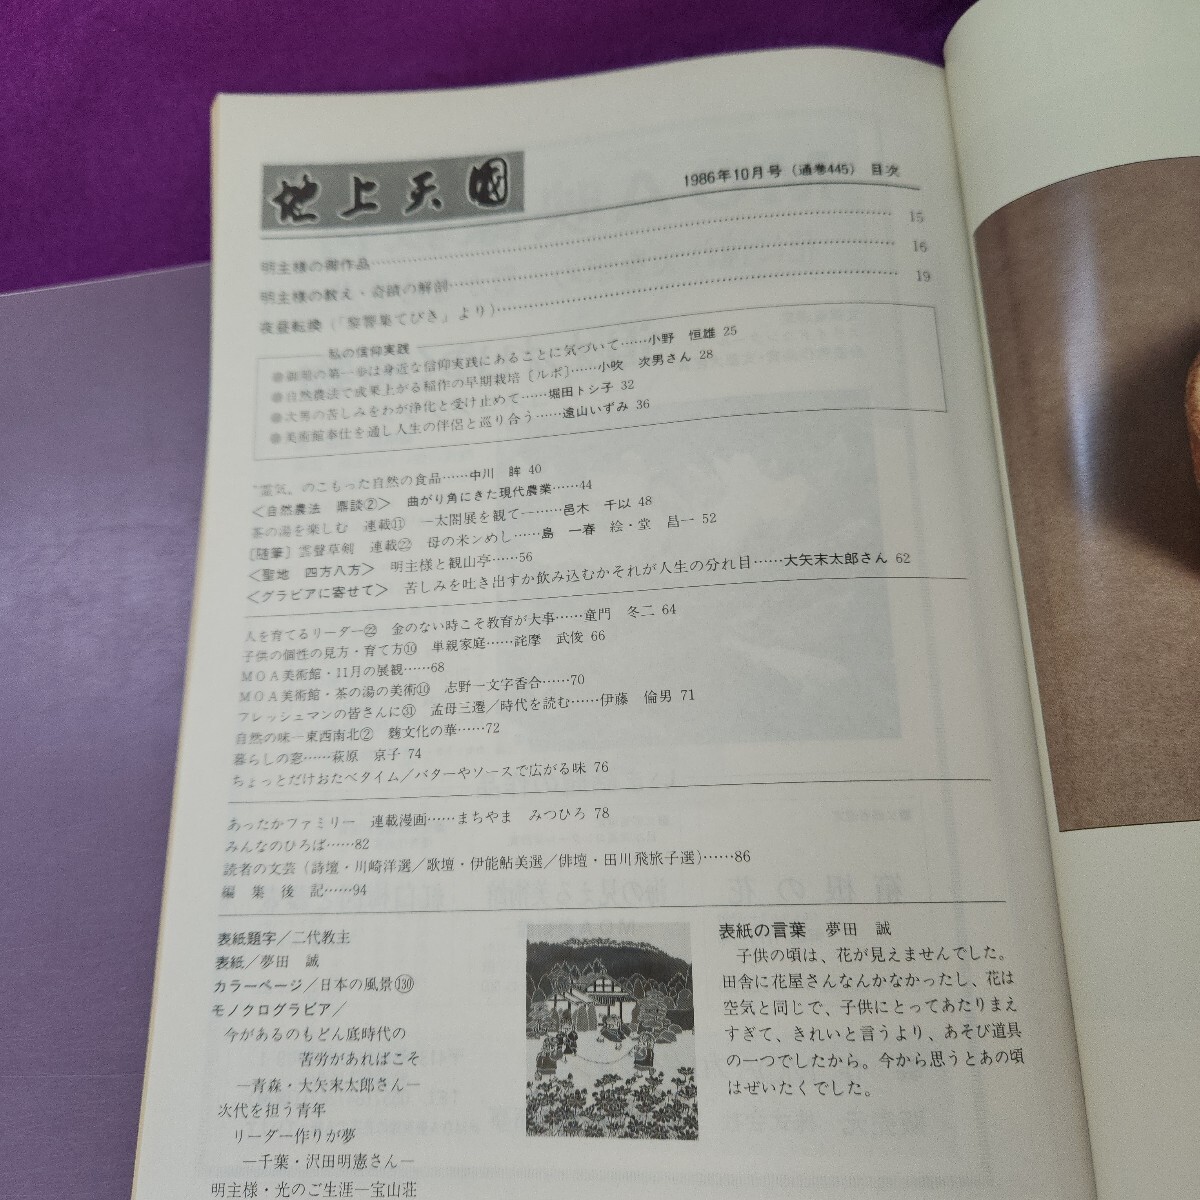 地上天國
1986年10月号（通巻445） 目次
明主様の御作品……15
明主様の教え・奇蹟の解剖……16
夜昼転換（「祭響集てびき」より）……19
私の信仰実践
●御昭の第一歩は身近な信仰実践にあることに気づいて……小野 恒雄 25
●自然農法で成果上がる稲作の早期栽培〔ルポ〕……小吹 次男さん 28
●次男の苦しみをわが浄化と受け止めて……堀田トシ子 32
●美術館奉仕を通し人生の伴侶と巡り合う……遠山いずみ 36
〝霊気〟のこもった自然の食品……中川 眸 40
＜自然農法 鼎談②＞ 曲がり角にきた現代農業……44
茶の湯を楽しむ 連載⑪ ―太閤展を観て―……邑木 千以 48
〔随筆〕雲聲草剣 連載㉒ 母の米ンめし……島 一春 絵・堂 昌一 52
＜聖地 四方八方＞ 明主様と観山亭……56
＜グラビアに寄せて＞ 苦しみを吐き出すか飲み込むかそれが人生の分れ目……大矢末太郎さん 62
人を育てるリーダー㉒ 金のない時こそ教育が大事……童門 冬二 64
子供の個性の見方・育て方⑩ 単親家庭……詫摩 武俊 66
ＭＯＡ美術館・11月の展観……68
ＭＯＡ美術館・茶の湯の美術⑩ 志野一文字香合……70
フレッシュマンの皆さんに㉛ 孟母三遷／時代を読む……伊藤 倫男 71
自然の味―東西南北② 麹文化の華……72
暮らしの窓……萩原 京子 74
ちょっとだけおたべタイム／バターやソースで広がる味 76
あったかファミリー 連載漫画……まちやま みつひろ 78
みんなのひろば……82
読者の文芸（詩壇・川崎洋選／歌壇・伊能鮎美選／俳壇・田川飛旅子選）……86
編集後記……94
表紙題字／二代教主
表紙／夢田 誠
カラーページ／日本の風景130
モノクログラビア／
今があるのもどん底時代の
苦労があればこそ
―青森・大矢末太郎さん―
次代を担う青年
リーダー作りが夢
―千葉・沢田明憲さん―
明主様・光のご生涯―宝山荘
表紙の言葉 夢田 誠
子供の頃は、花が見えませんでした。
田舎に花屋さんなんかなかったし、花は
空気と同じで、子供にとってあたりまえ
すぎて、きれいと言うより、あそび道具
の一つでしたから。今から思うとあの頃
はぜいたくでした。